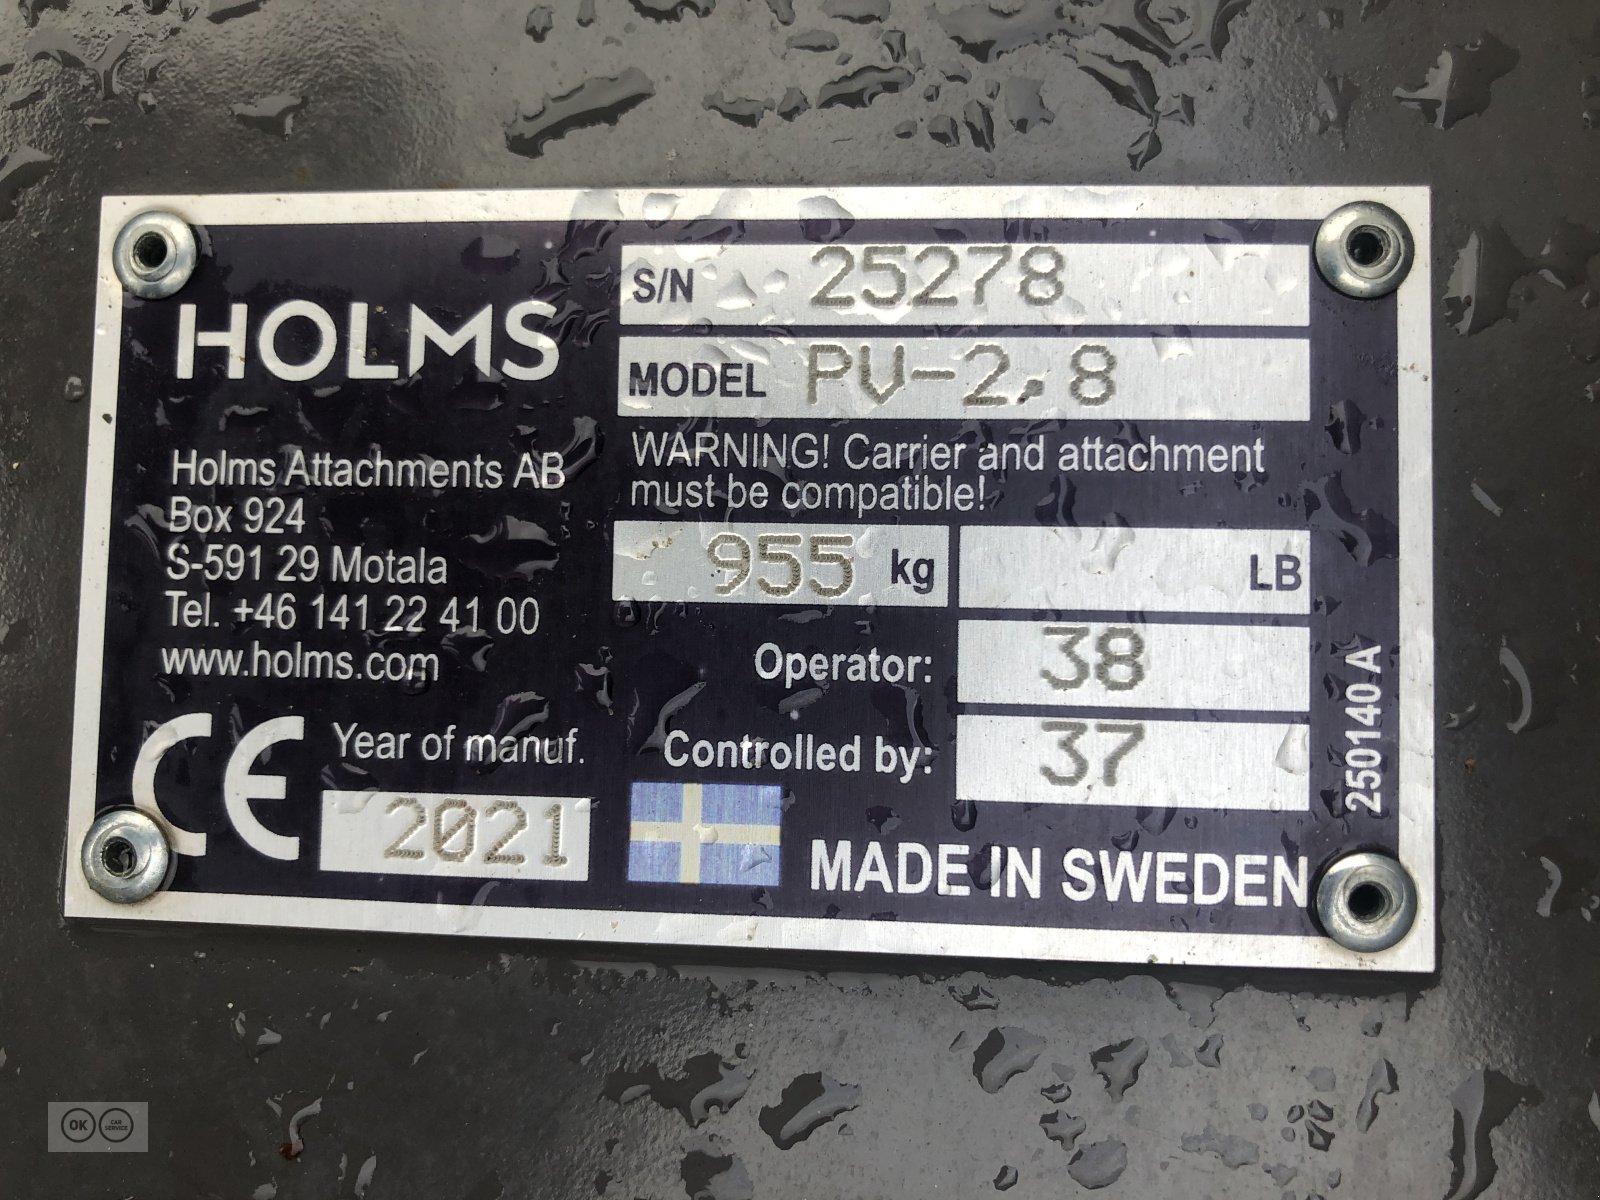 HOLMS
Holms Attachments AB
Box 924
S-591 29 Motala
Tel. +46 141 22 41 00
www.holms.com
CE
Year of manuf.
2021
S/N 25278
MODEL PV-2,8
WARNING! Carrier and attachment
must be compatible!
955 kg
LB
Operator: 38
Controlled by: 37
MADE IN SWEDEN
250140 A
OK CAR SERVICE